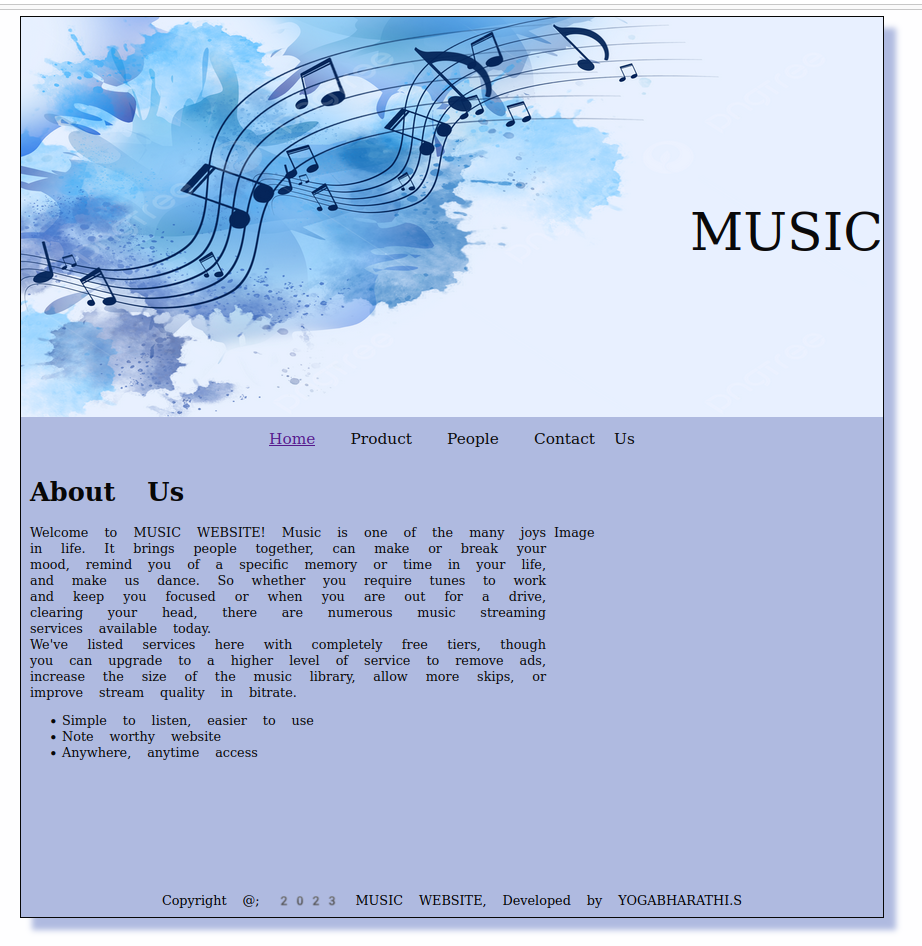 MUSIC
Home Product People Contact Us
About Us
Welcome to MUSIC WEBSITE! Music is one of the many joys
Image
in life. It brings people together, can make or break your
mood, remind you of a specific memory or time in your life,
and make us dance. So whether you require tunes to work
and keep you focused or when you are out for a drive,
clearing your head, there are numerous music streaming
services available today.
We've listed services here with completely free tiers, though
you can upgrade to a higher level of service to remove ads,
increase the size of the music library, allow more skips, or
improve stream quality in bitrate.
• Simple to listen, easier to use
• Note worthy website
• Anywhere, anytime access
Copyright @; 2023 MUSIC WEBSITE, Developed by YOGABHARATHI.S